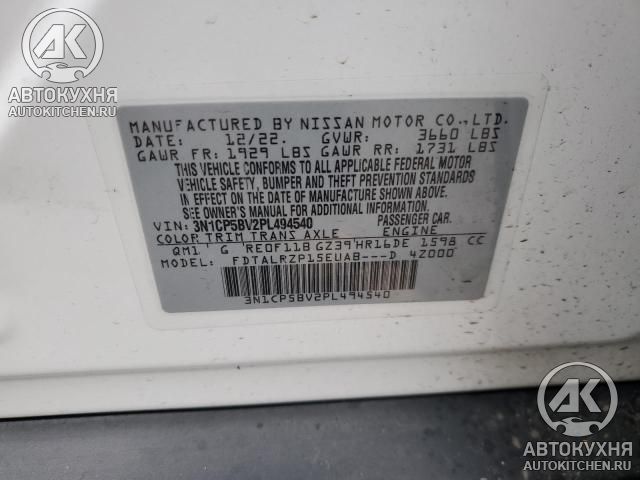 AK
АВТОКУХНЯ
AUTOKITCHEN.RU
MANUFACTURED BY NISSAN MOTOR CO.,LTD.
DATE: 12/22. GVWR: 3660 LBS
GAWR FR: 1929 LBS GAWR RR: 1731 LBS
THIS VEHICLE CONFORMS TO ALL APPLICABLE FEDERAL MOTOR
VEHICLE SAFETY, BUMPER AND THEFT PREVENTION STANDARDS
IN EFFECT ON THE DATE OF MANUFACTURE SHOWN ABOVE.
SEE OWNER'S MANUAL FOR ADDITIONAL INFORMATION.
VIN: 3N1CP5BV2PL494540 PASSENGER CAR
COLOR TRIM TRANS AXLE ENGINE
QM1 G RE0F11B GZ39 HR16DE 1598 CC
MODEL: FDTALRZP15EUAB---D 4Z000
3N1CP5BV2PL494540
AK
АВТОКУХНЯ
AUTOKITCHEN.RU